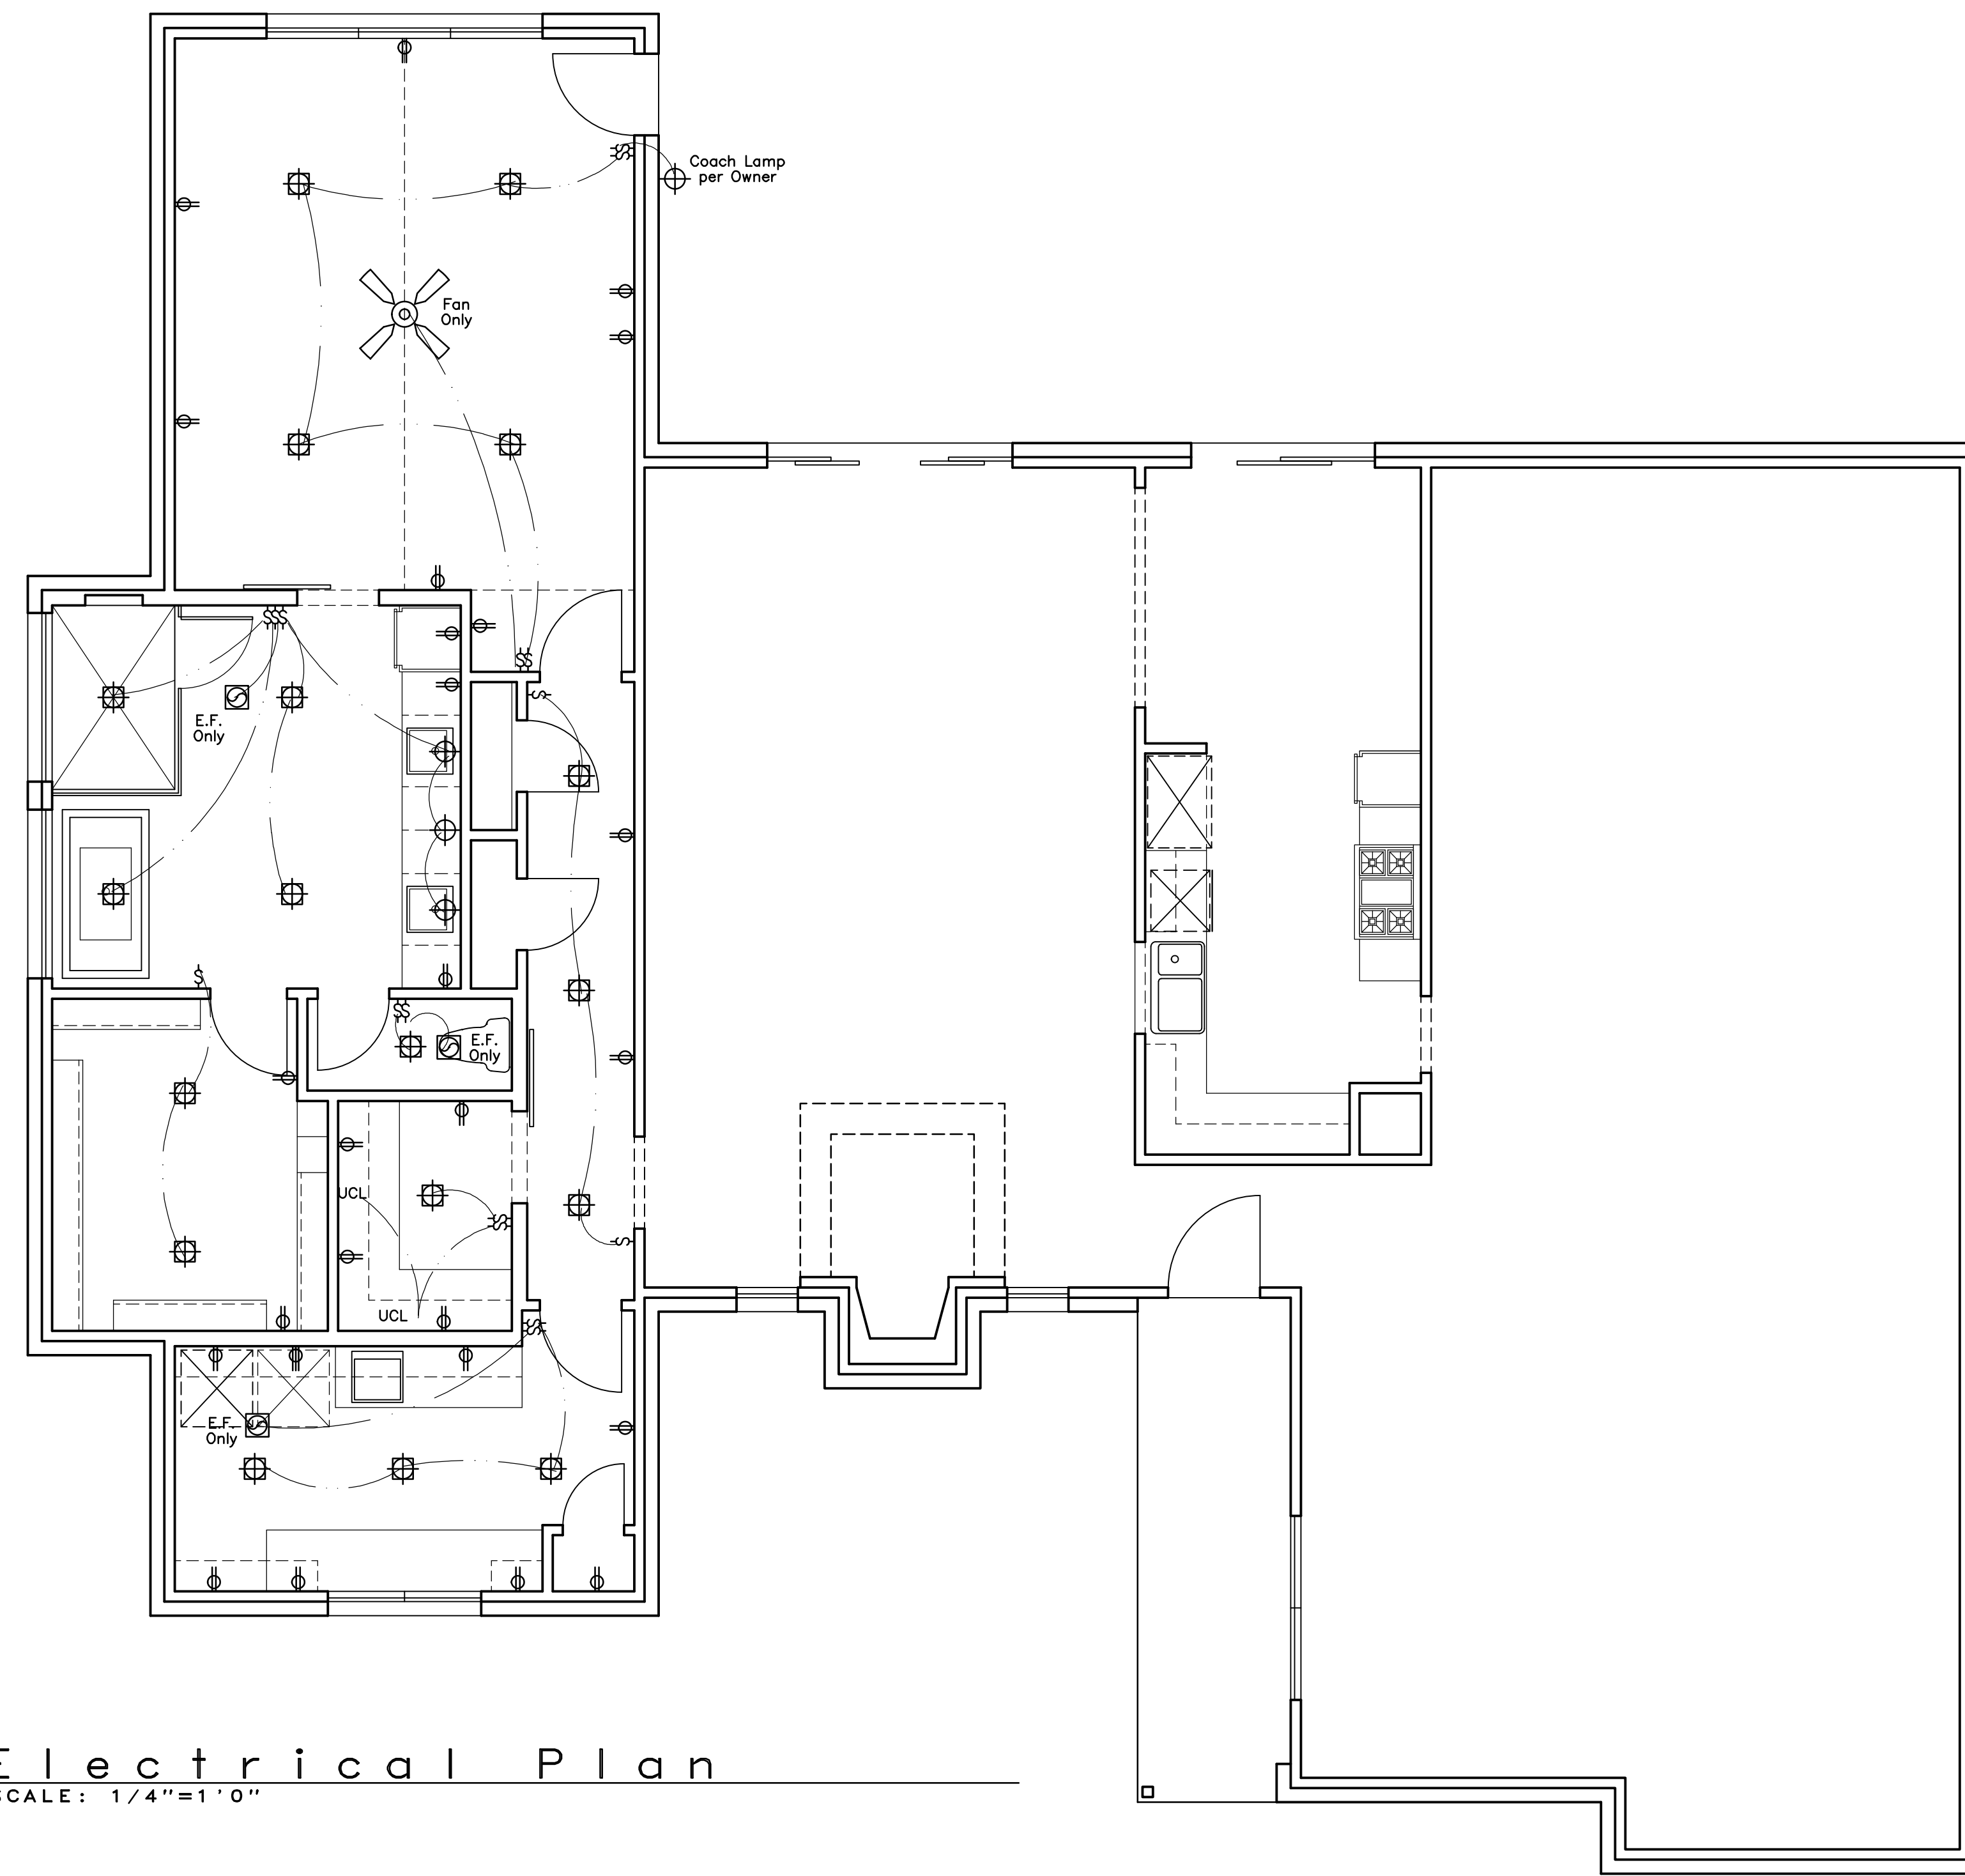 Coach Lamp
per Owner
Fan
Only
E.F.
Only
E.F.
Only
UCL
UCL
E.F.
Only
Electrical Plan
SCALE: 1/4"=1'0"